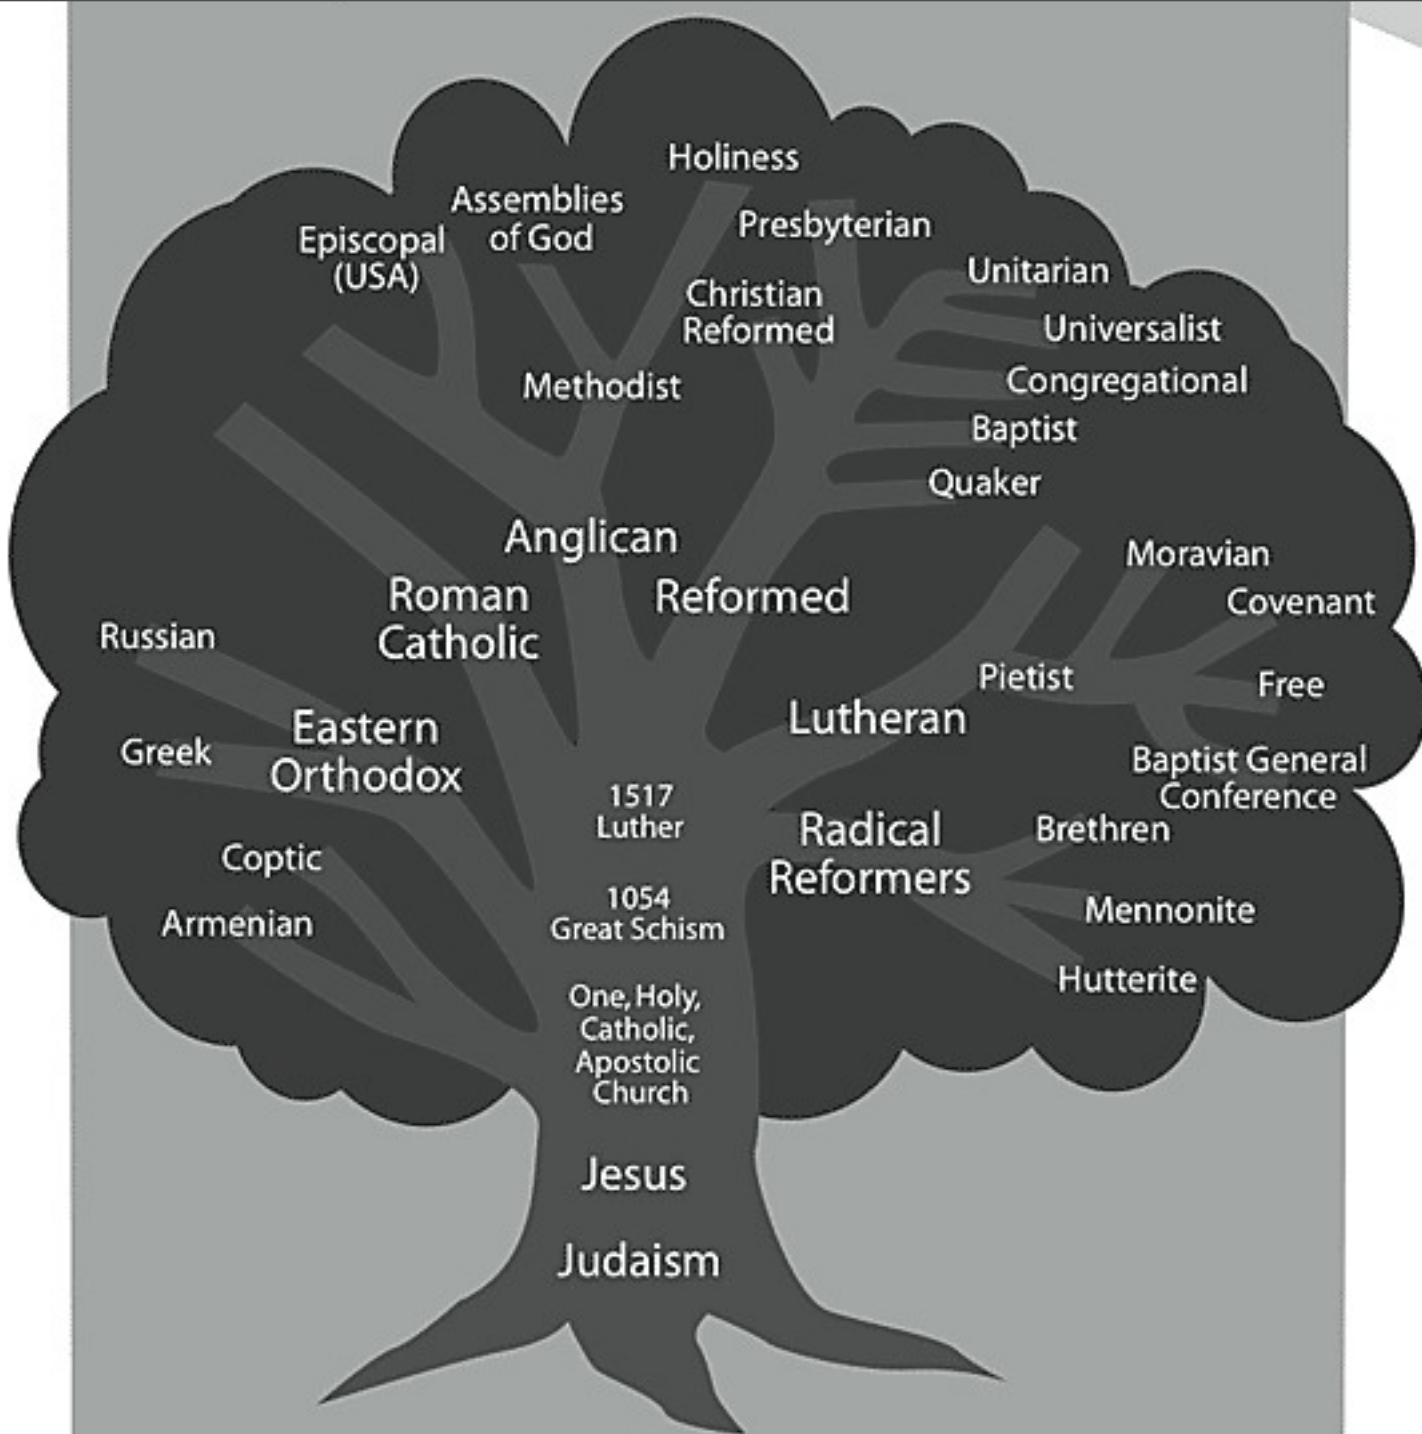 Holiness
Assemblies
of God
Presbyterian
Episcopal
(USA)
Unitarian
Christian
Reformed
Universalist
Methodist
Congregational
Baptist
Quaker
Anglican
Moravian
Roman
Catholic
Reformed
Covenant
Russian
Pietist
Free
Lutheran
Eastern
Orthodox
Greek
Baptist General
Conference
1517
Luther
Radical
Reformers
Brethren
Coptic
1054
Great Schism
Mennonite
Armenian
Hutterite
One, Holy,
Catholic,
Apostolic
Church
Jesus
Judaism